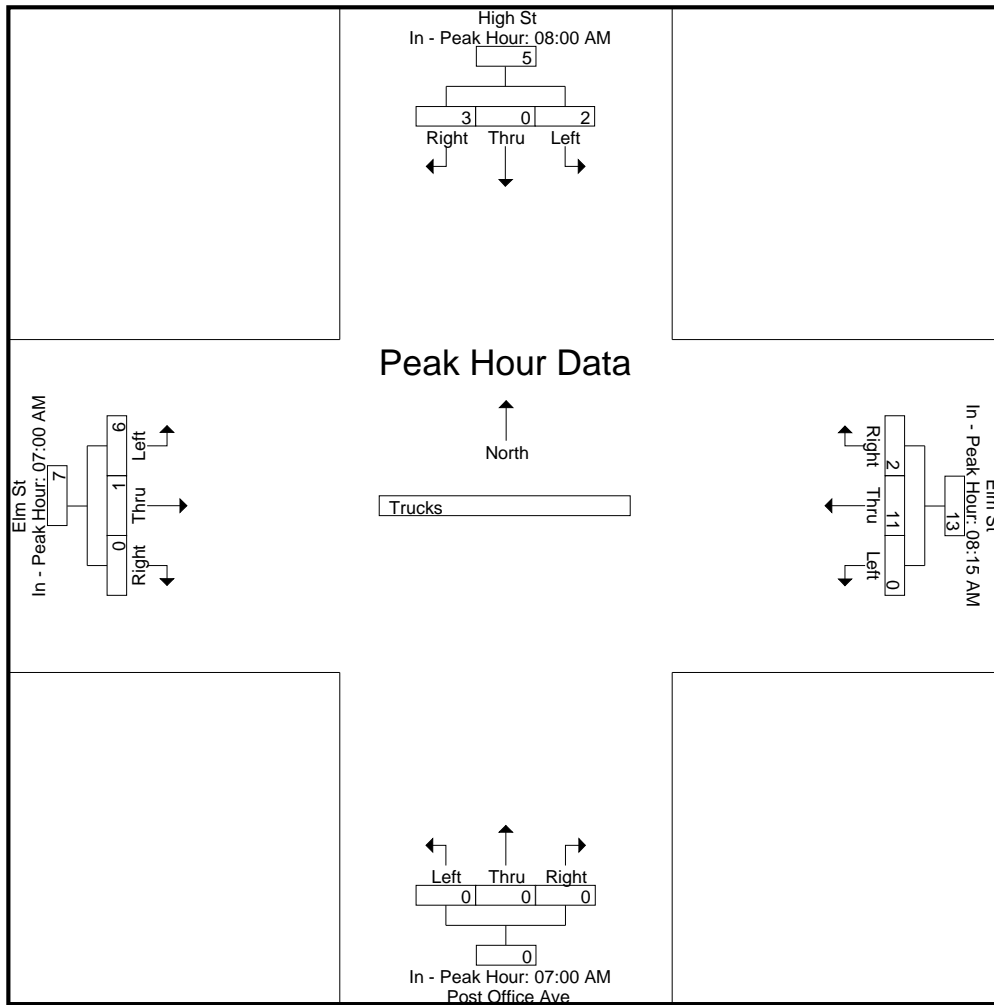 High St
In - Peak Hour: 08:00 AM
5
3 0 2
Right Thru Left
Peak Hour Data
North
Trucks
Elm St
In - Peak Hour: 07:00 AM
7
6 1 0
Left Thru Right
Elm St
In - Peak Hour: 08:15 AM
13
2 11 0
Right Thru Left
Left Thru Right
0 0 0
0
In - Peak Hour: 07:00 AM
Post Office Ave